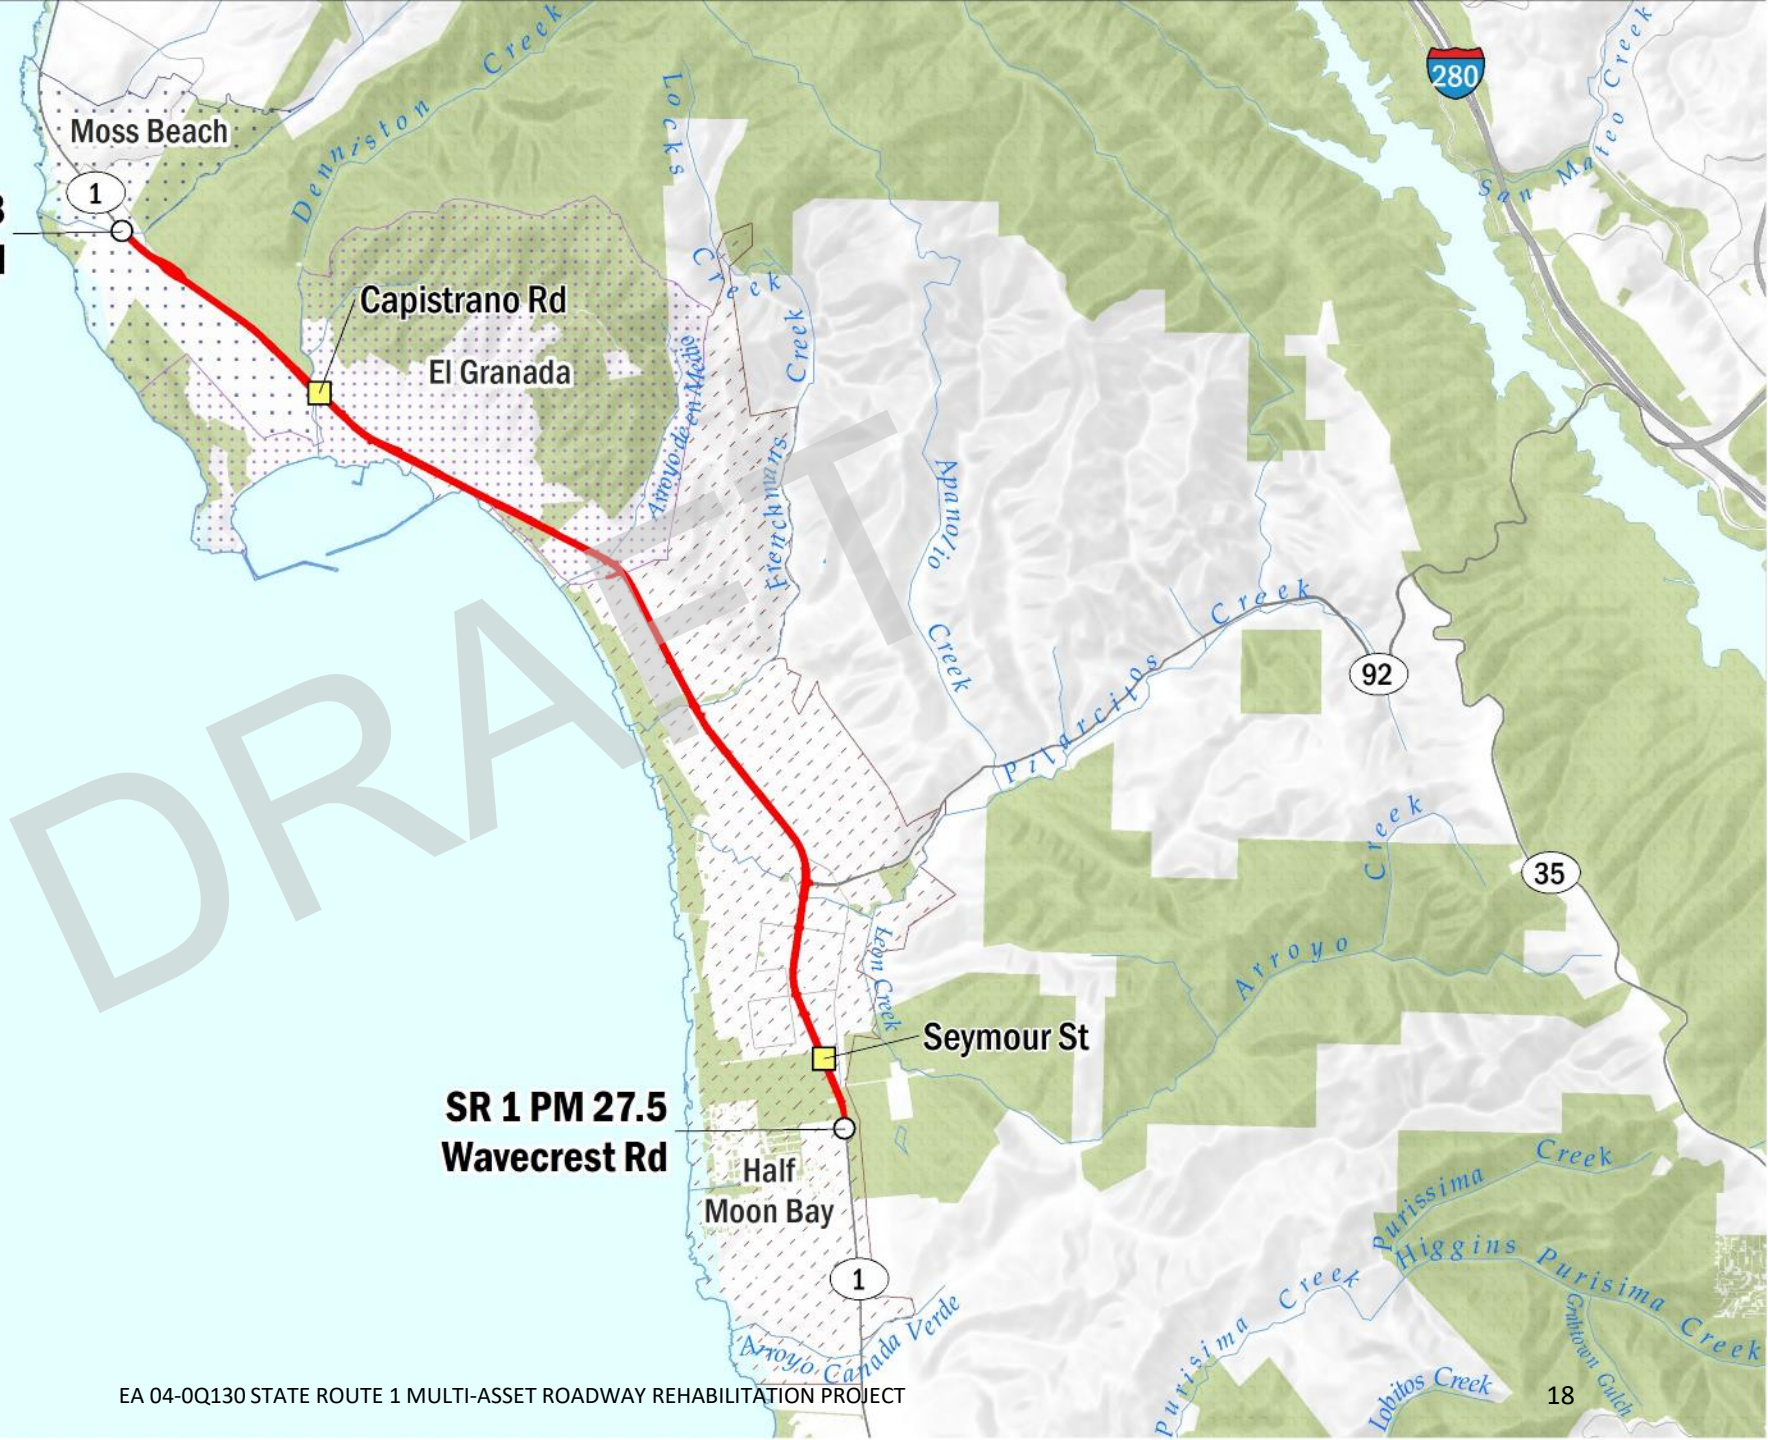 280
San Mateo Creek
Denniston Creek
Locks
Creek
Moss Beach
1
Capistrano Rd
El Granada
Arroyo de en Medio
Frenchmans Creek
Apanolio
Creek
Pilarcitos Creek
92
DRAFT
35
Arroyo
Creek
Leon Creek
Seymour St
SR 1 PM 27.5
Wavecrest Rd
Half
Moon Bay
1
Arroyo Canada Verde
Purissima Creek
Higgins Purisima Creek
Purisima Creek
Grabtown Gulch
Lobitos Creek
EA 04-0Q130 STATE ROUTE 1 MULTI-ASSET ROADWAY REHABILITATION PROJECT
18